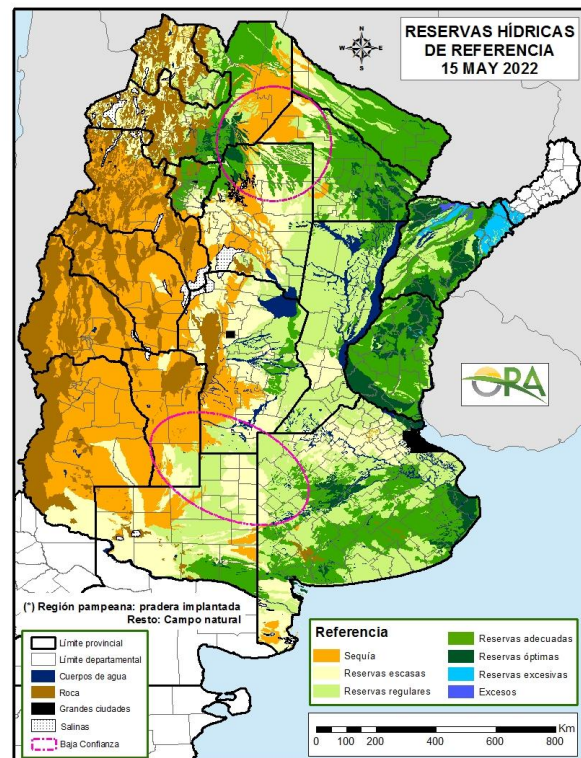 RESERVAS HÍDRICAS
DE REFERENCIA
15 MAY 2022
N
W
E
S
ORA
(*) Región pampeana: pradera implantada
Resto: Campo natural
Límite provincial
Límite departamental
Cuerpos de agua
Roca
Grandes ciudades
Salinas
Baja Confianza
Referencia
Sequía
Reservas escasas
Reservas regulares
Reservas adecuadas
Reservas óptimas
Reservas excesivas
Excesos
Km
0 100 200 400 600 800